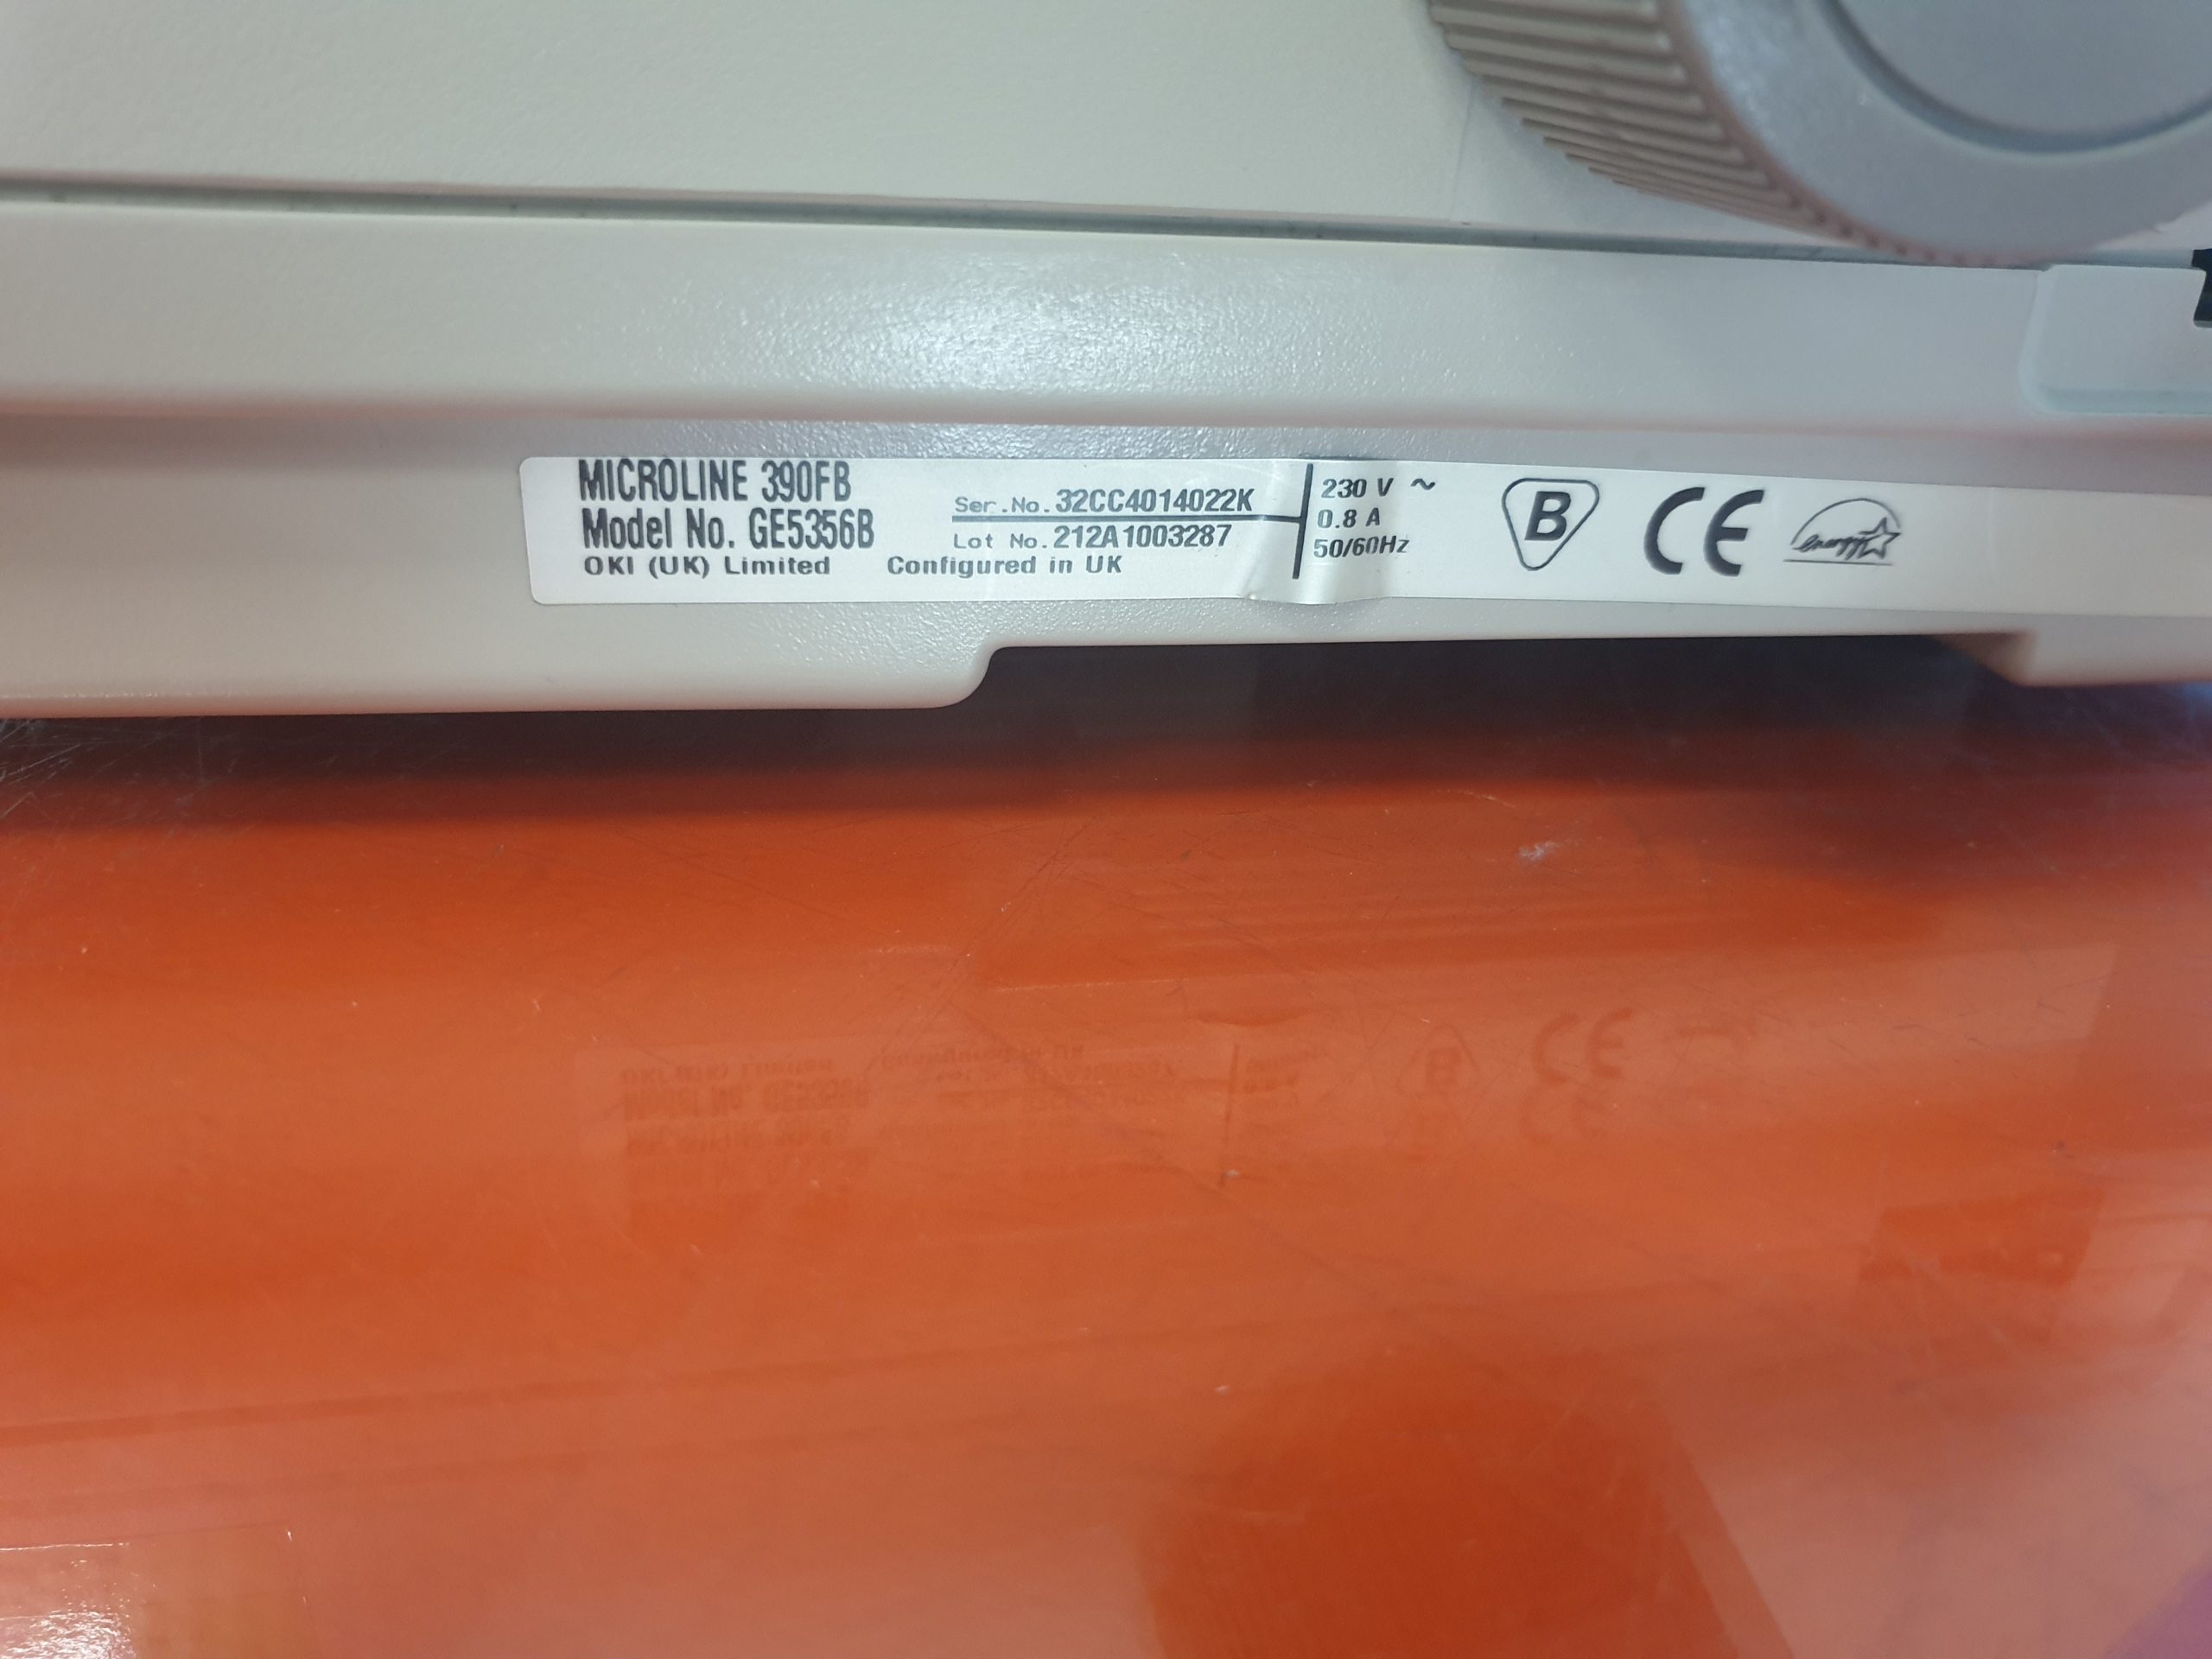 MICROLINE 390FB
Model No. GE5356B
OKI (UK) Limited Configured in UK
Ser.No.32CC4014022K
Lot No.212A1003287
230 V ~
0.8 A
50/60Hz
B
CE
energy